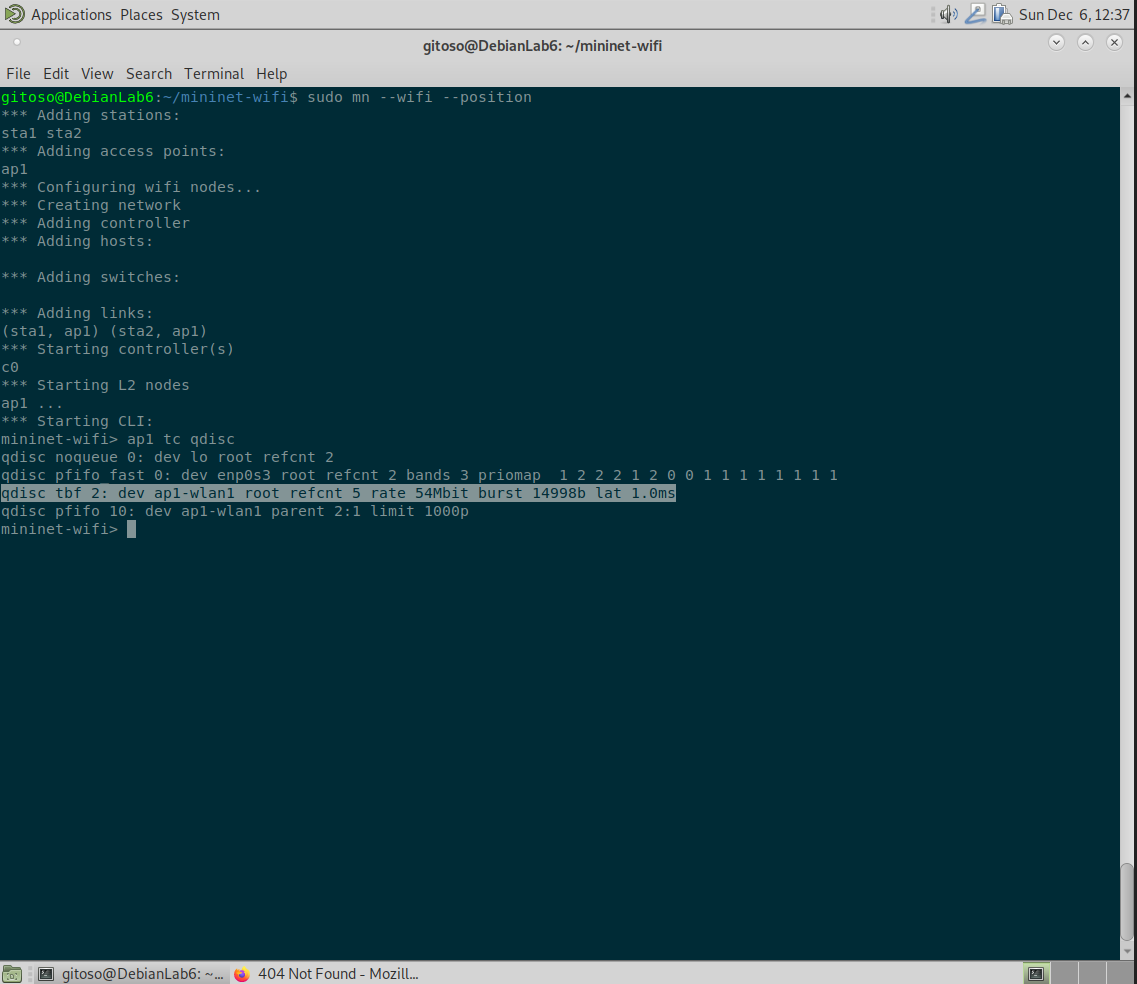 Applications Places System
Sun Dec 6, 12:37
gitoso@DebianLab6: ~/mininet-wifi
File Edit View Search Terminal Help
gitoso@DebianLab6:~/mininet-wifi$ sudo mn --wifi --position
*** Adding stations:
sta1 sta2
*** Adding access points:
ap1
*** Configuring wifi nodes...
*** Creating network
*** Adding controller
*** Adding hosts:
*** Adding switches:
*** Adding links:
(sta1, ap1) (sta2, ap1)
*** Starting controller(s)
c0
*** Starting L2 nodes
ap1 ...
*** Starting CLI:
mininet-wifi> ap1 tc qdisc
qdisc noqueue 0: dev lo root refcnt 2
qdisc pfifo_fast 0: dev enp0s3 root refcnt 2 bands 3 priomap  1 2 2 2 1 2 0 0 1 1 1 1 1 1 1 1
qdisc tbf 2: dev ap1-wlan1 root refcnt 5 rate 54Mbit burst 14998b lat 1.0ms
qdisc pfifo 10: dev ap1-wlan1 parent 2:1 limit 1000p
mininet-wifi>
gitoso@DebianLab6: ~...
404 Not Found - Mozill...